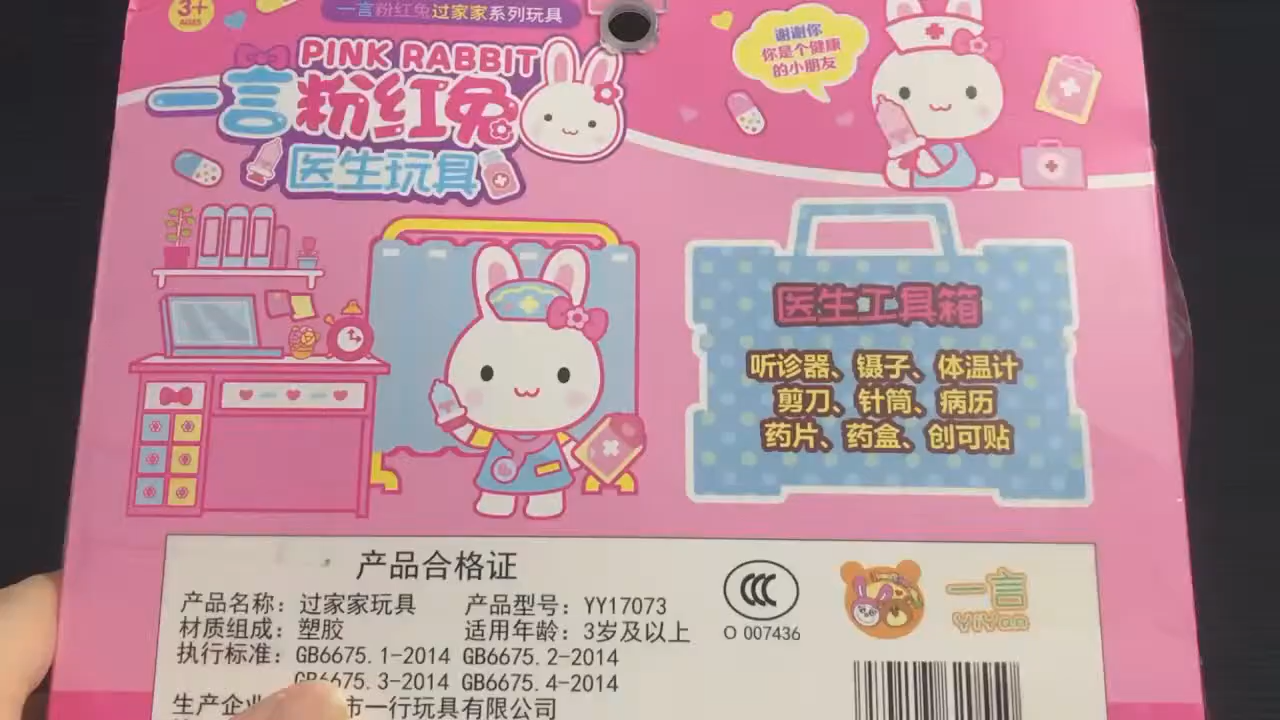 3+
AGES
一言粉红兔过家家系列玩具
PINK RABBIT
一言粉红兔
医生玩具
谢谢你
你是个健康
的小朋友
医生工具箱
听诊器、镊子、体温计
剪刀、针筒、病历
药片、药盒、创可贴
产品合格证
产品名称：过家家玩具 产品型号：YY17073
材质组成：塑胶 适用年龄：3岁及以上
执行标准：GB6675.1-2014 GB6675.2-2014
GB6675.3-2014 GB6675.4-2014
生产企业 市一行玩具有限公司
CCC
O 007436
一言
YiYan